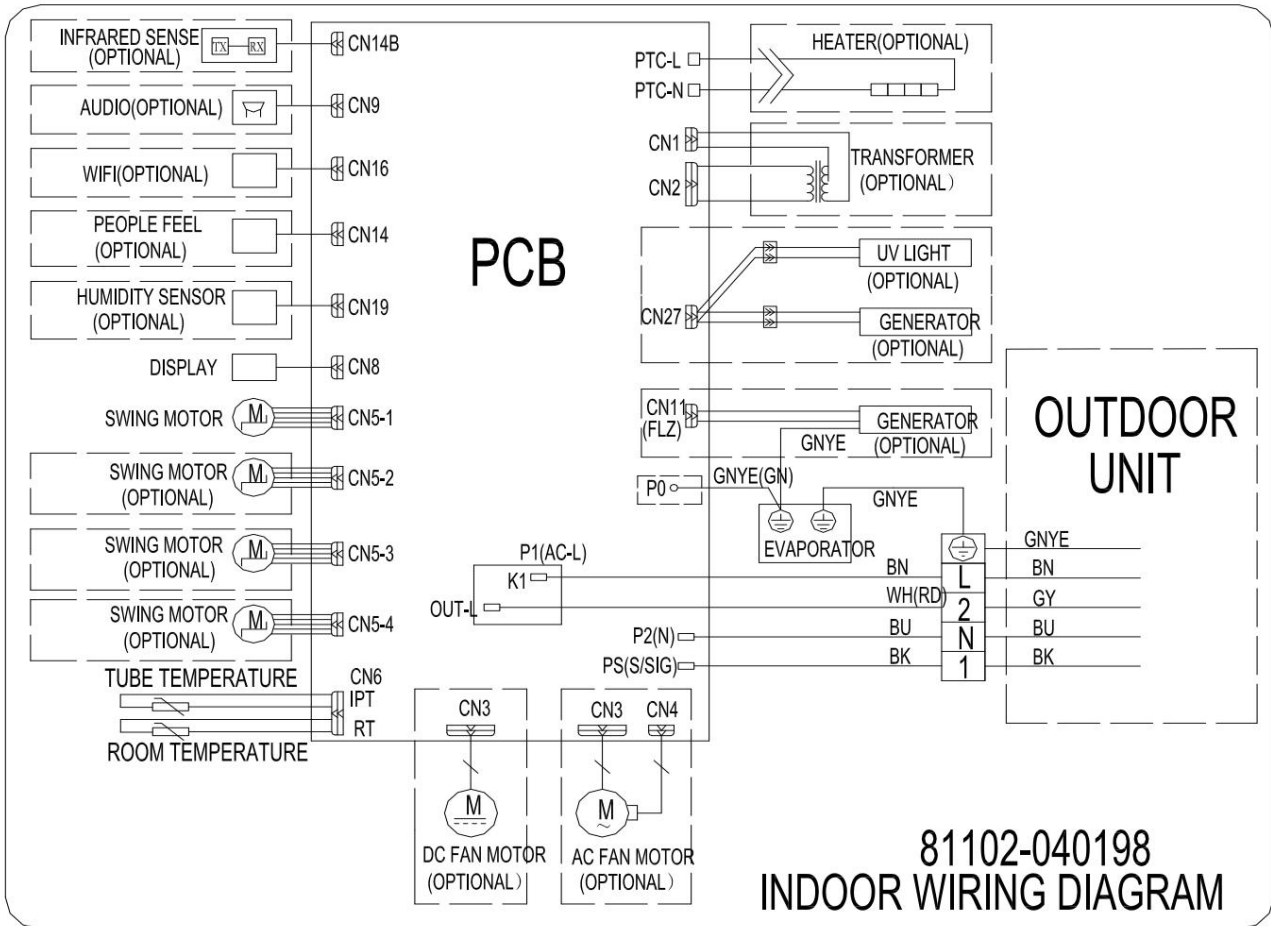 INFRARED SENSE
(OPTIONAL)
TX
RX
CN14B
AUDIO(OPTIONAL)
CN9
WIFI(OPTIONAL)
CN16
PEOPLE FEEL
(OPTIONAL)
CN14
HUMIDITY SENSOR
(OPTIONAL)
CN19
DISPLAY
CN8
SWING MOTOR
M
CN5-1
SWING MOTOR
(OPTIONAL)
M
CN5-2
SWING MOTOR
(OPTIONAL)
M
CN5-3
SWING MOTOR
(OPTIONAL)
M
CN5-4
TUBE TEMPERATURE
CN6
IPT
RT
ROOM TEMPERATURE
PCB
PTC-L
PTC-N
HEATER(OPTIONAL)
CN1
CN2
TRANSFORMER
(OPTIONAL)
CN27
UV LIGHT
(OPTIONAL)
GENERATOR
(OPTIONAL)
CN11
(FLZ)
GENERATOR
(OPTIONAL)
GNYE
P0
GNYE(GN)
GNYE
EVAPORATOR
P1(AC-L)
K1
OUT-L
P2(N)
PS(S/SIG)
BN
WH(RD)
BU
BK
L
2
N
1
GNYE
BN
GY
BU
BK
OUTDOOR
UNIT
CN3
M
DC FAN MOTOR
(OPTIONAL)
CN3
CN4
M
~
AC FAN MOTOR
(OPTIONAL)
81102-040198
INDOOR WIRING DIAGRAM